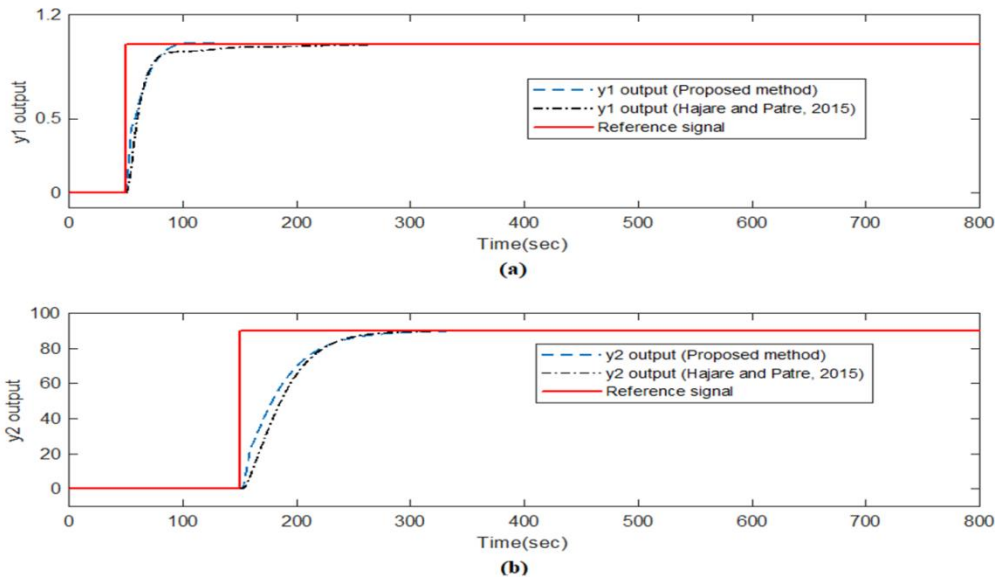 1.2
0.5
0
y1 output
y1 output (Proposed method)
y1 output (Hajare and Patre, 2015)
Reference signal
0 100 200 300 400 500 600 700 800
Time(sec)
(a)
100
80
60
40
20
0
y2 output
y2 output (Proposed method)
y2 output (Hajare and Patre, 2015)
Reference signal
0 100 200 300 400 500 600 700 800
Time(sec)
(b)